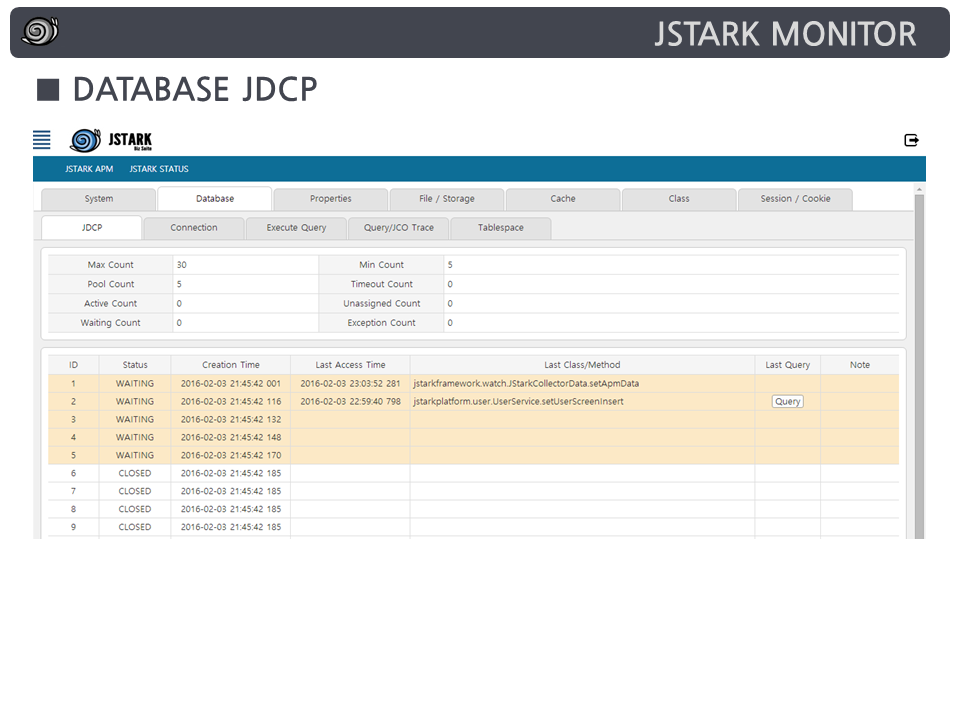 JSTARK MONITOR
■ DATABASE JDCP
JSTARK
Biz Suite
JSTARK APM JSTARK STATUS
System Database Properties File / Storage Cache Class Session / Cookie
JDCP Connection Execute Query Query/JCO Trace Tablespace
Max Count 30 Min Count 5
Pool Count 5 Timeout Count 0
Active Count 0 Unassigned Count 0
Waiting Count 0 Exception Count 0
ID Status Creation Time Last Access Time Last Class/Method Last Query Note
1 WAITING 2016-02-03 21:45:42 001 2016-02-03 23:03:52 281 jstarkframework.watch.JStarkCollectorData.setApmData
2 WAITING 2016-02-03 21:45:42 116 2016-02-03 22:59:40 798 jstarkplatform.user.UserService.setUserScreenInsert Query
3 WAITING 2016-02-03 21:45:42 132
4 WAITING 2016-02-03 21:45:42 148
5 WAITING 2016-02-03 21:45:42 170
6 CLOSED 2016-02-03 21:45:42 185
7 CLOSED 2016-02-03 21:45:42 185
8 CLOSED 2016-02-03 21:45:42 185
9 CLOSED 2016-02-03 21:45:42 185